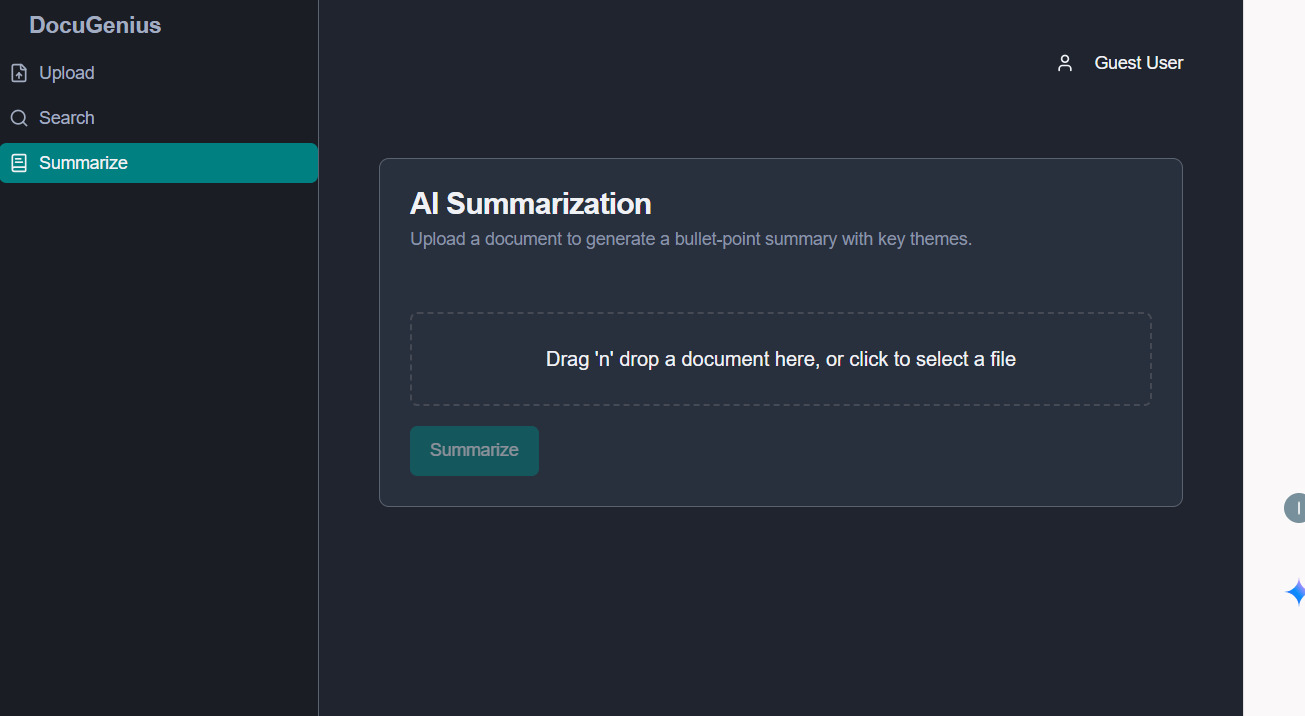 DocuGenius
Upload
Search
Summarize
Guest User
AI Summarization
Upload a document to generate a bullet-point summary with key themes.
Drag 'n' drop a document here, or click to select a file
Summarize